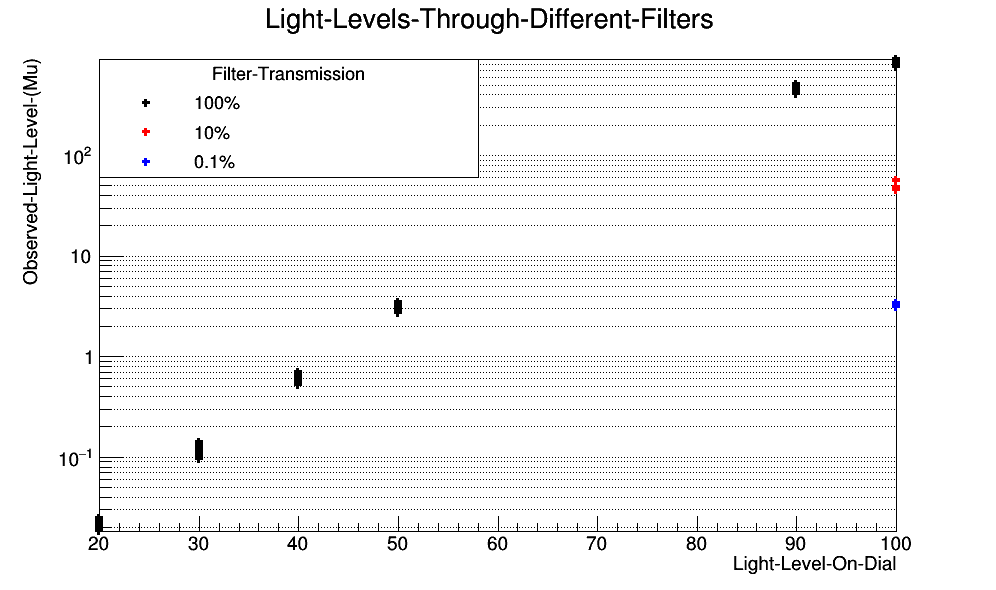 Light-Levels-Through-Different-Filters
Observed-Light-Level-(Mu)
Filter-Transmission
100%
10%
0.1%
10²
10
1
10⁻¹
20 30 40 50 60 70 80 90 100
Light-Level-On-Dial